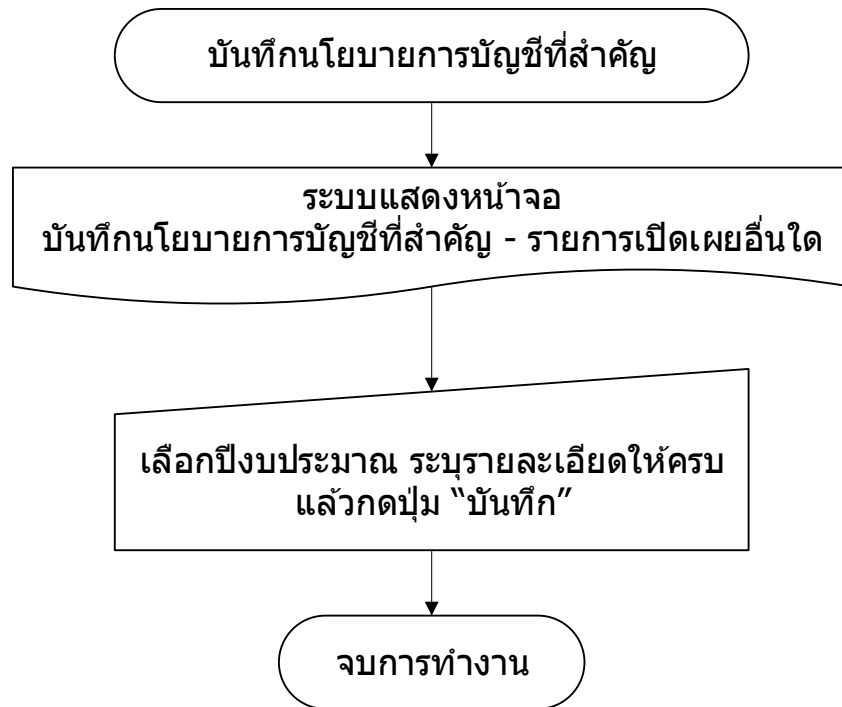 บันทึกนโยบายการบัญชีที่สำคัญ
ระบบแสดงหน้าจอ
บันทึกนโยบายการบัญชีที่สำคัญ - รายการเปิดเผยอื่นใด
เลือกปีงบประมาณ ระบุรายละเอียดให้ครบ
แล้วกดปุ่ม “บันทึก”
จบการทำงาน